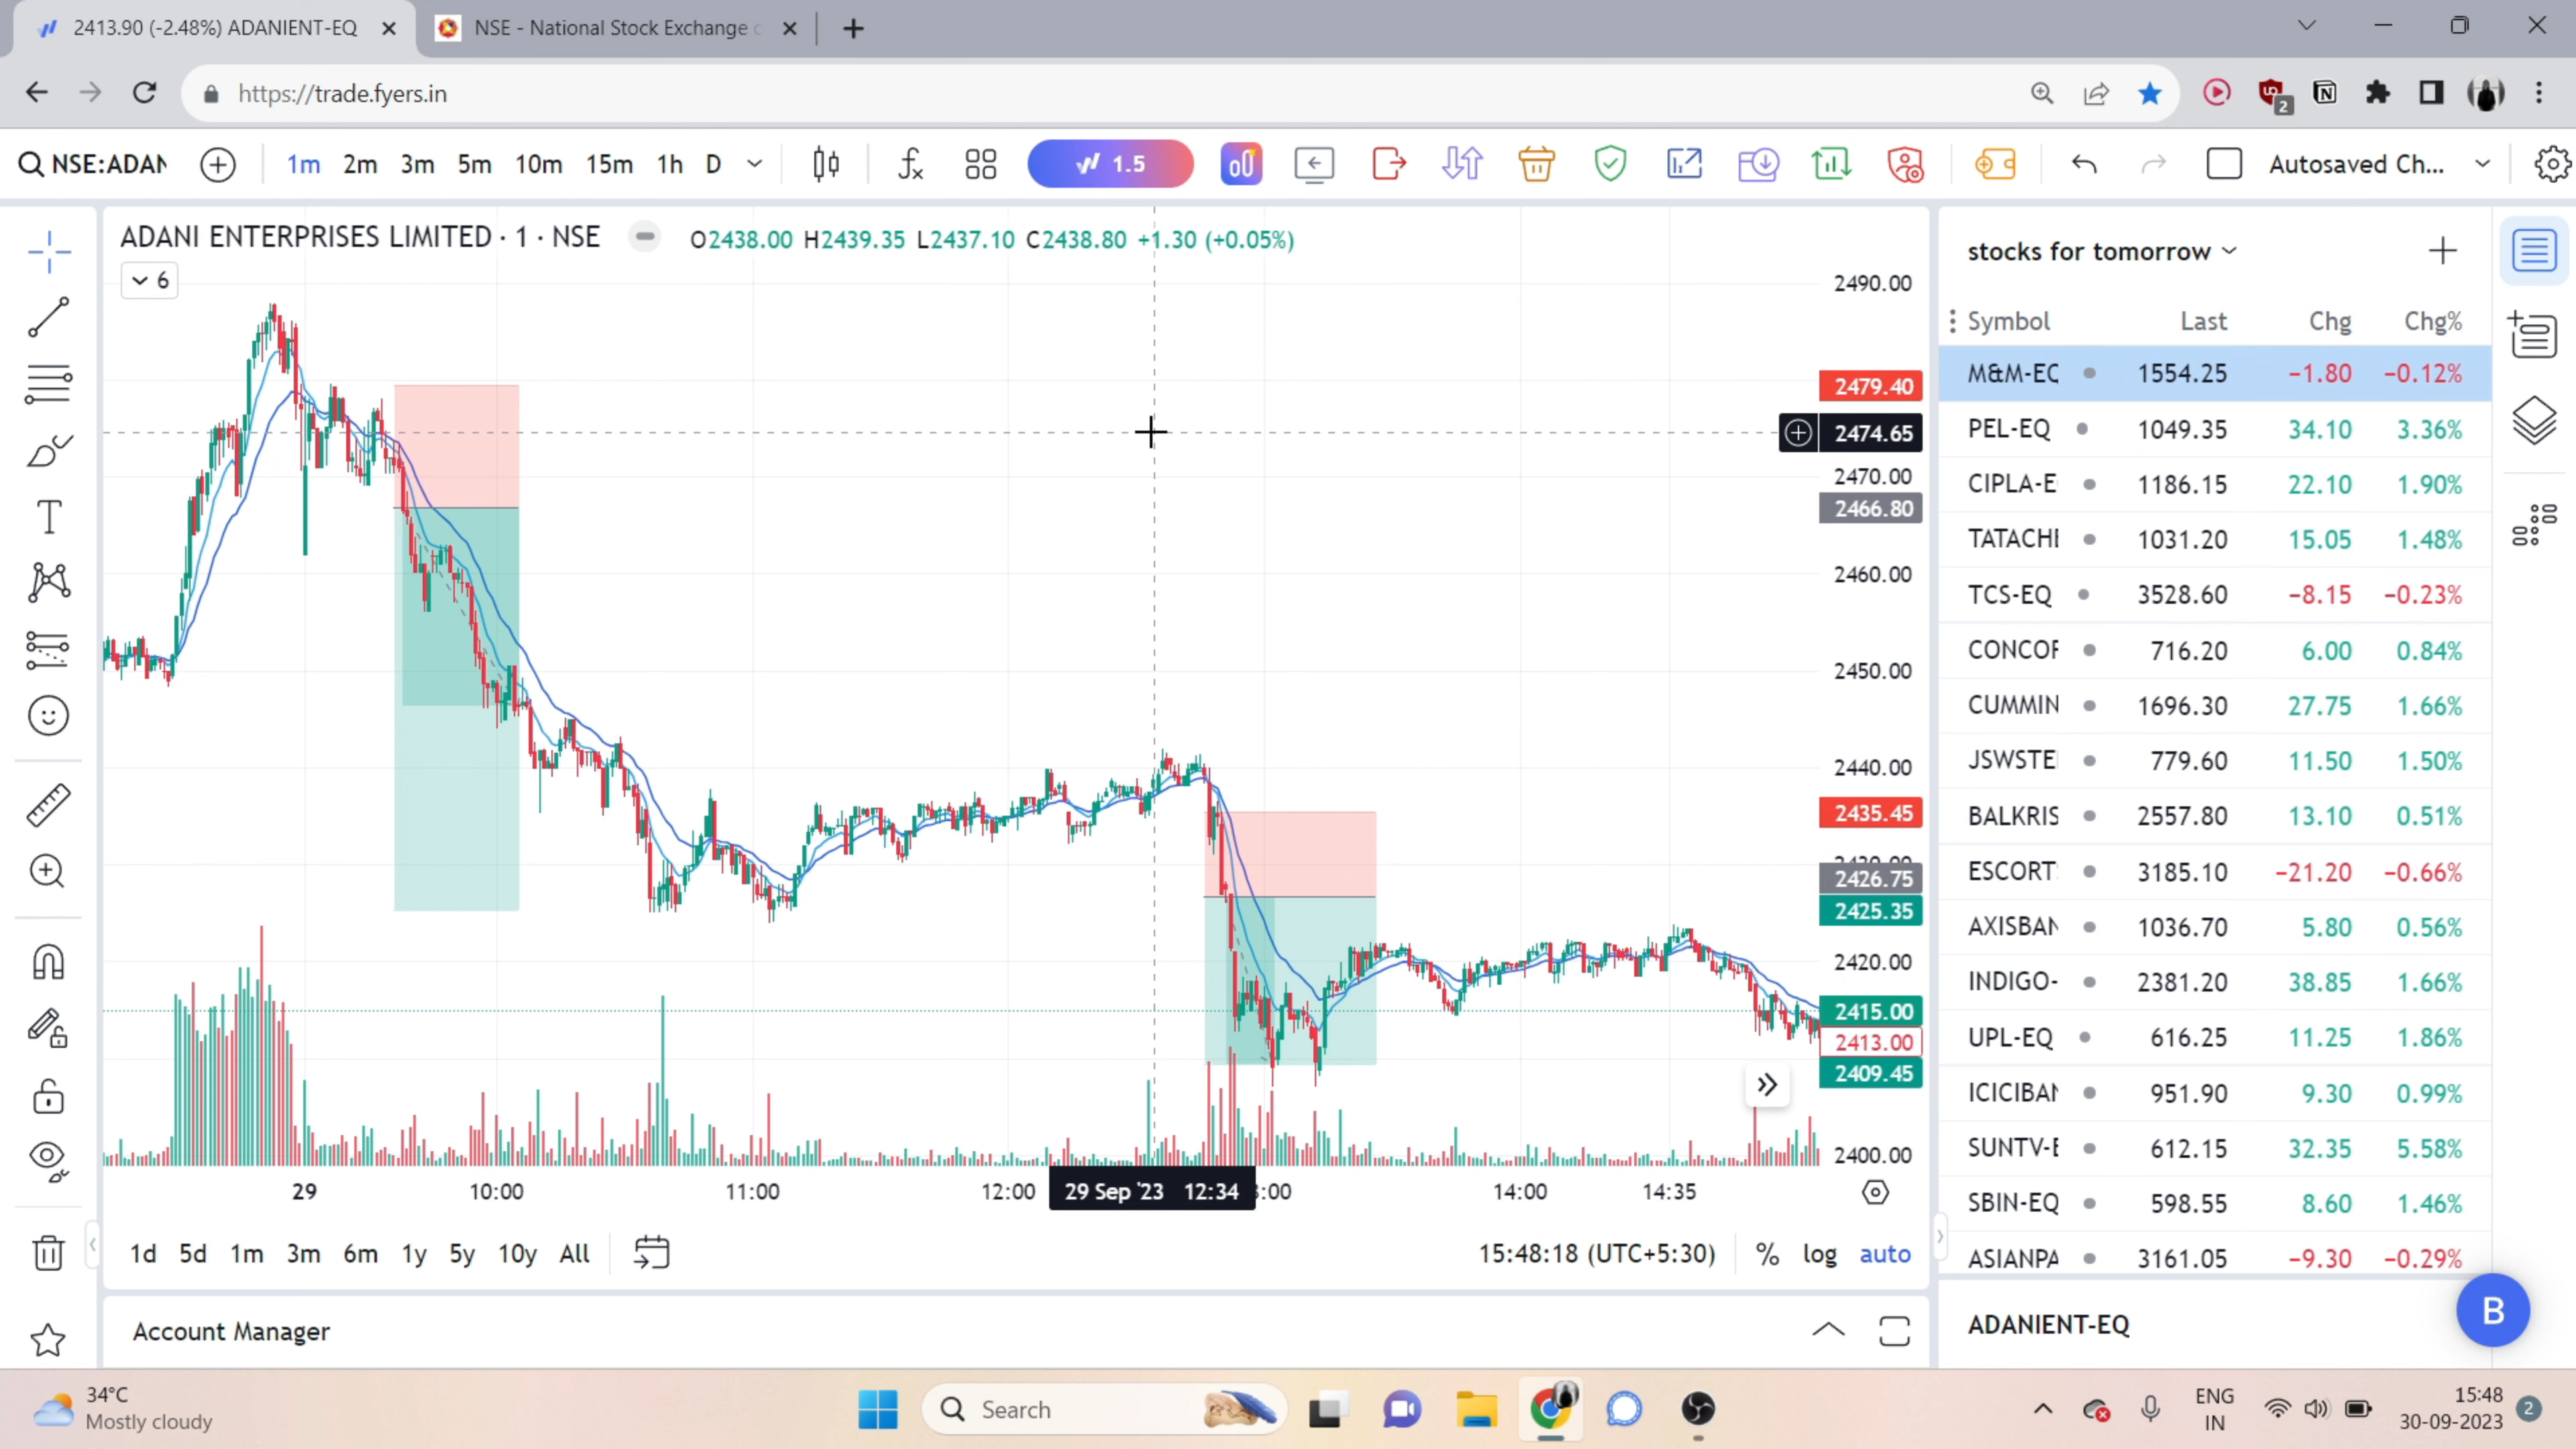 2413.90 (-2.48%) ADANIENT-EQ
NSE - National Stock Exchange
https://trade.fyers.in
2
NSE:ADAN
1m 2m 3m 5m 10m 15m 1h D
1.5
Autosaved Ch...
ADANI ENTERPRISES LIMITED · 1 · NSE
O2438.00 H2439.35 L2437.10 C2438.80 +1.30 (+0.05%)
6
2490.00
2479.40
2474.65
2470.00
2466.80
2460.00
2450.00
2440.00
2435.45
2426.75
2425.35
2420.00
2415.00
2413.00
2409.45
2400.00
29 10:00 11:00 12:00 29 Sep '23 12:34 :00 14:00 14:35
1d 5d 1m 3m 6m 1y 5y 10y All
15:48:18 (UTC+5:30) % log auto
Account Manager
stocks for tomorrow
Symbol Last Chg Chg%
M&M-EQ 1554.25 −1.80 −0.12%
PEL-EQ 1049.35 34.10 3.36%
CIPLA-E 1186.15 22.10 1.90%
TATACHE 1031.20 15.05 1.48%
TCS-EQ 3528.60 −8.15 −0.23%
CONCOR 716.20 6.00 0.84%
CUMMIN 1696.30 27.75 1.66%
JSWSTE 779.60 11.50 1.50%
BALKRIS 2557.80 13.10 0.51%
ESCORT 3185.10 −21.20 −0.66%
AXISBAN 1036.70 5.80 0.56%
INDIGO- 2381.20 38.85 1.66%
UPL-EQ 616.25 11.25 1.86%
ICICIBAN 951.90 9.30 0.99%
SUNTV-E 612.15 32.35 5.58%
SBIN-EQ 598.55 8.60 1.46%
ASIANPA 3161.05 −9.30 −0.29%
ADANIENT-EQ
B
34°C
Mostly cloudy
Search
ENG
IN
15:48
30-09-2023
2